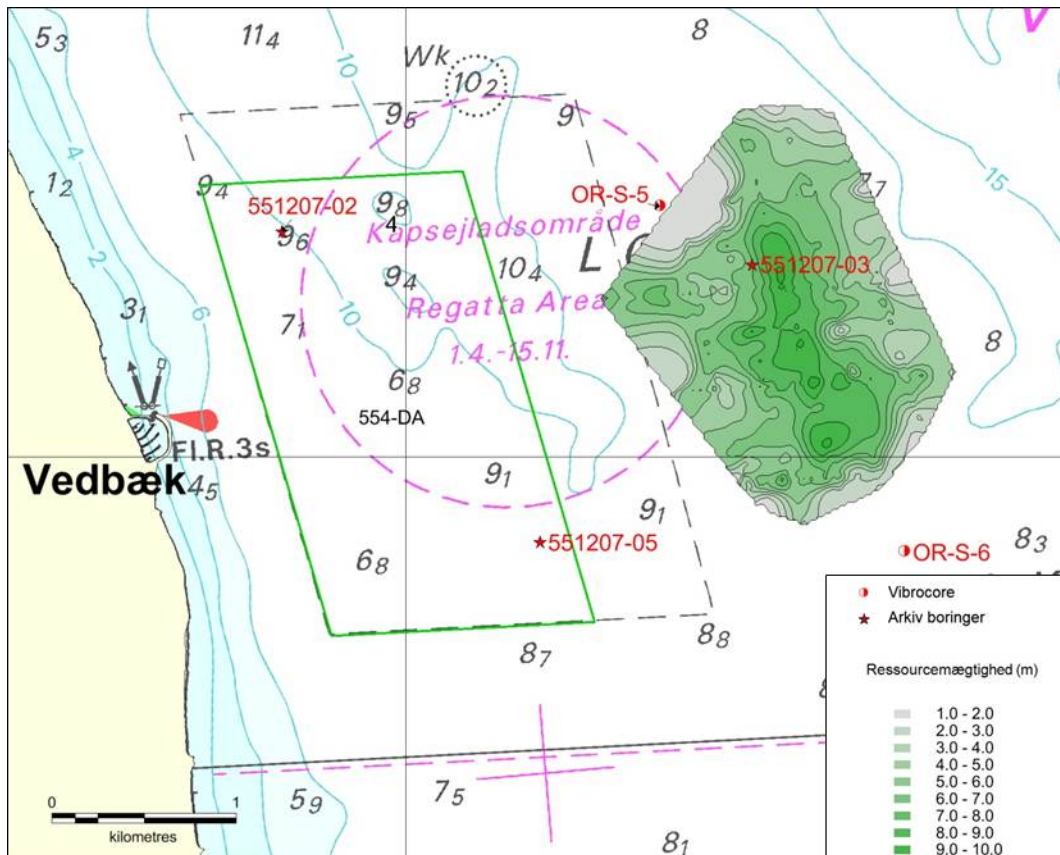 5₃
11₄
Wk
10₂
8
V
10
9₅
9
15
4
1₂
9₄
551207-02
9₆
9₈
4
OR-S-5
7
Kapsejladsområde
L
10₄
551207-03
2
6
3₁
7₁
9₄
10
Regatta Area
1.4.-15.11.
8
6₈
554-DA
Fl.R.3s
Vedbæk
4₅
9₁
9₁
551207-05
6₈
OR-S-6
8₃
8₈
8₇
Vibrocore
Arkiv boringer
Ressourcemægtighed (m)
1.0 - 2.0
2.0 - 3.0
3.0 - 4.0
4.0 - 5.0
5.0 - 6.0
6.0 - 7.0
7.0 - 8.0
8.0 - 9.0
9.0 - 10.0
0 1
kilometres
5₉
7₅
8₁